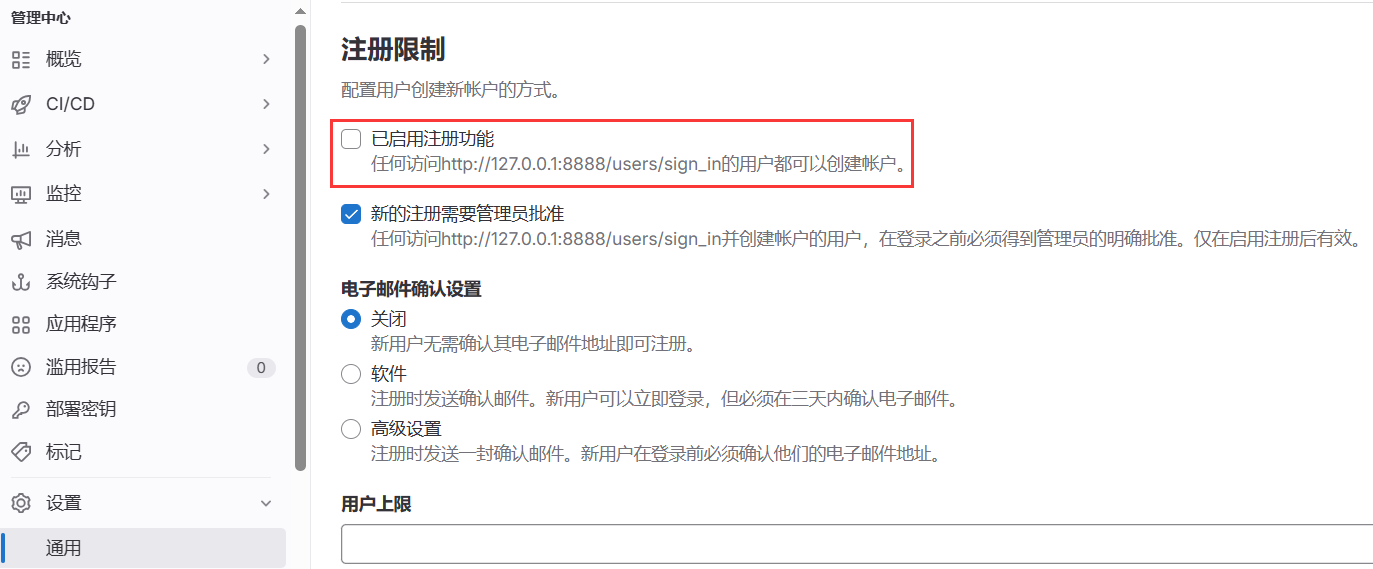 管理中心
概览
CI/CD
分析
监控
消息
系统钩子
应用程序
滥用报告 0
部署密钥
标记
设置
通用
注册限制
配置用户创建新帐户的方式。
已启用注册功能
任何访问http://127.0.0.1:8888/users/sign_in的用户都可以创建帐户。
新的注册需要管理员批准
任何访问http://127.0.0.1:8888/users/sign_in并创建帐户的用户，在登录之前必须得到管理员的明确批准。仅在启用注册后有效。
电子邮件确认设置
关闭
新用户无需确认其电子邮件地址即可注册。
软件
注册时发送确认邮件。新用户可以立即登录，但必须在三天内确认电子邮件。
高级设置
注册时发送一封确认邮件。新用户在登录前必须确认他们的电子邮件地址。
用户上限